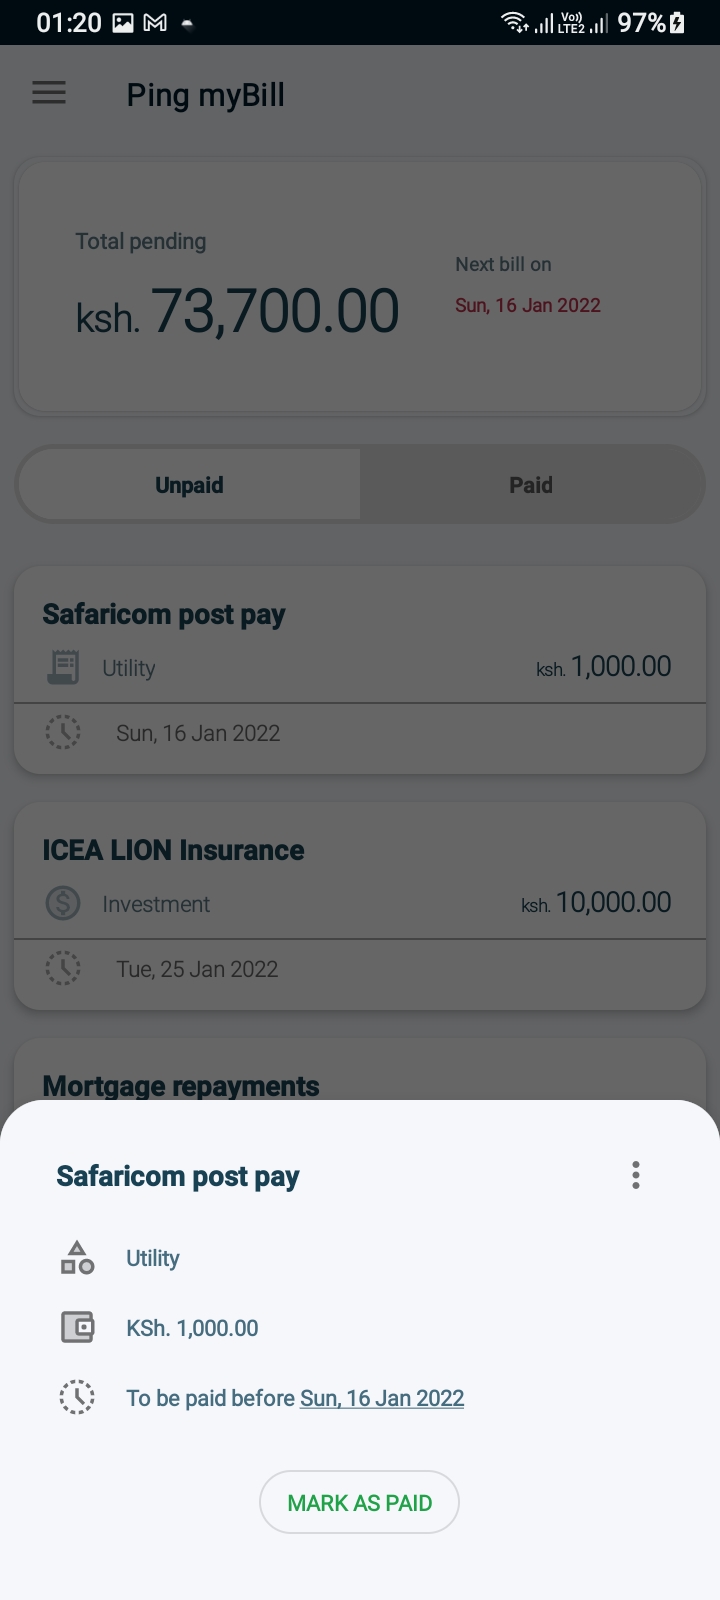 01:20
Vo)) LTE2
97%
Ping myBill
Total pending
ksh. 73,700.00
Next bill on
Sun, 16 Jan 2022
Unpaid
Paid
Safaricom post pay
Utility
ksh. 1,000.00
Sun, 16 Jan 2022
ICEA LION Insurance
Investment
ksh. 10,000.00
Tue, 25 Jan 2022
Mortgage repayments
Safaricom post pay
Utility
KSh. 1,000.00
To be paid before Sun, 16 Jan 2022
MARK AS PAID